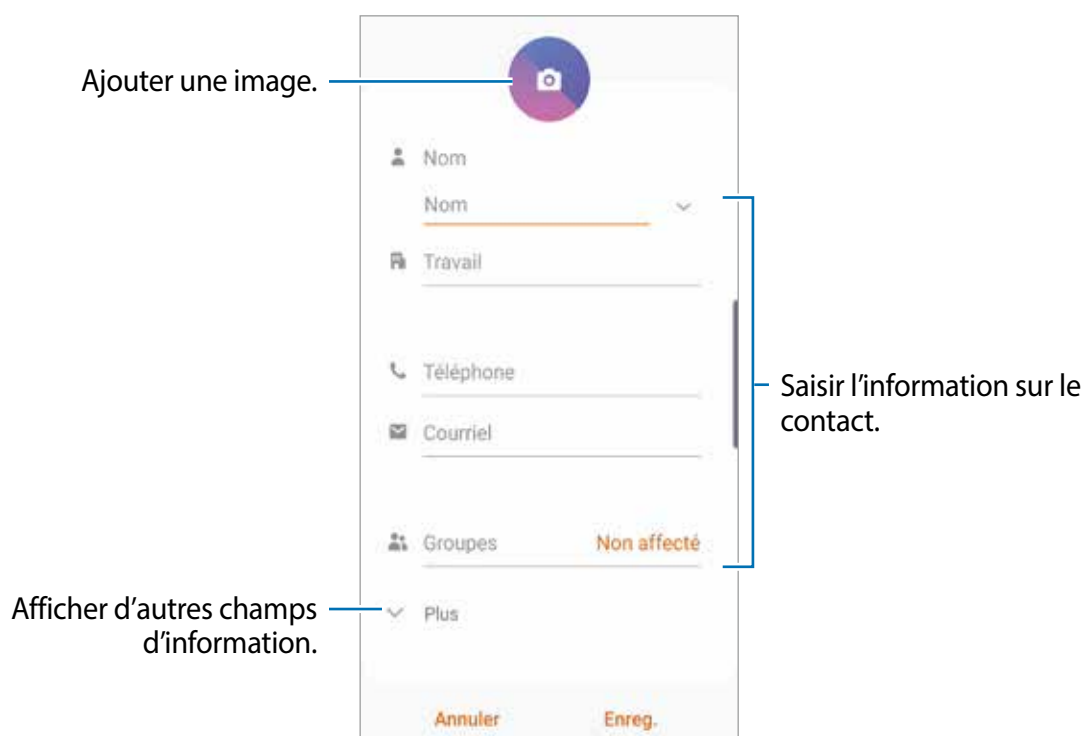 Ajouter une image.
Nom
Nom
Travail
Téléphone
Saisir l'information sur le
contact.
Courriel
Groupes Non affecté
Afficher d'autres champs
d'information.
Plus
Annuler Enreg.